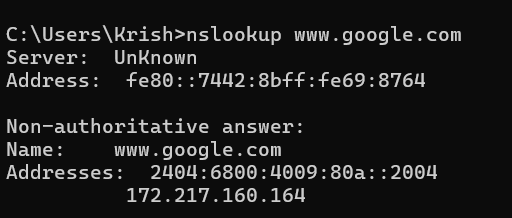 C:\Users\Krish>nslookup www.google.com
Server:  UnKnown
Address:  fe80::7442:8bff:fe69:8764
Non-authoritative answer:
Name:    www.google.com
Addresses:  2404:6800:4009:80a::2004
172.217.160.164